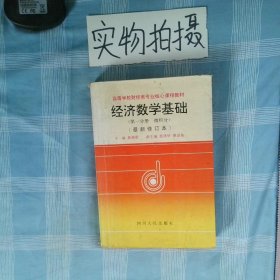 实物拍摄
高等学校财经类专业核心课程教材
经济数学基础
(第一分册 微积分)
(最新修订本)
四川人民出版社